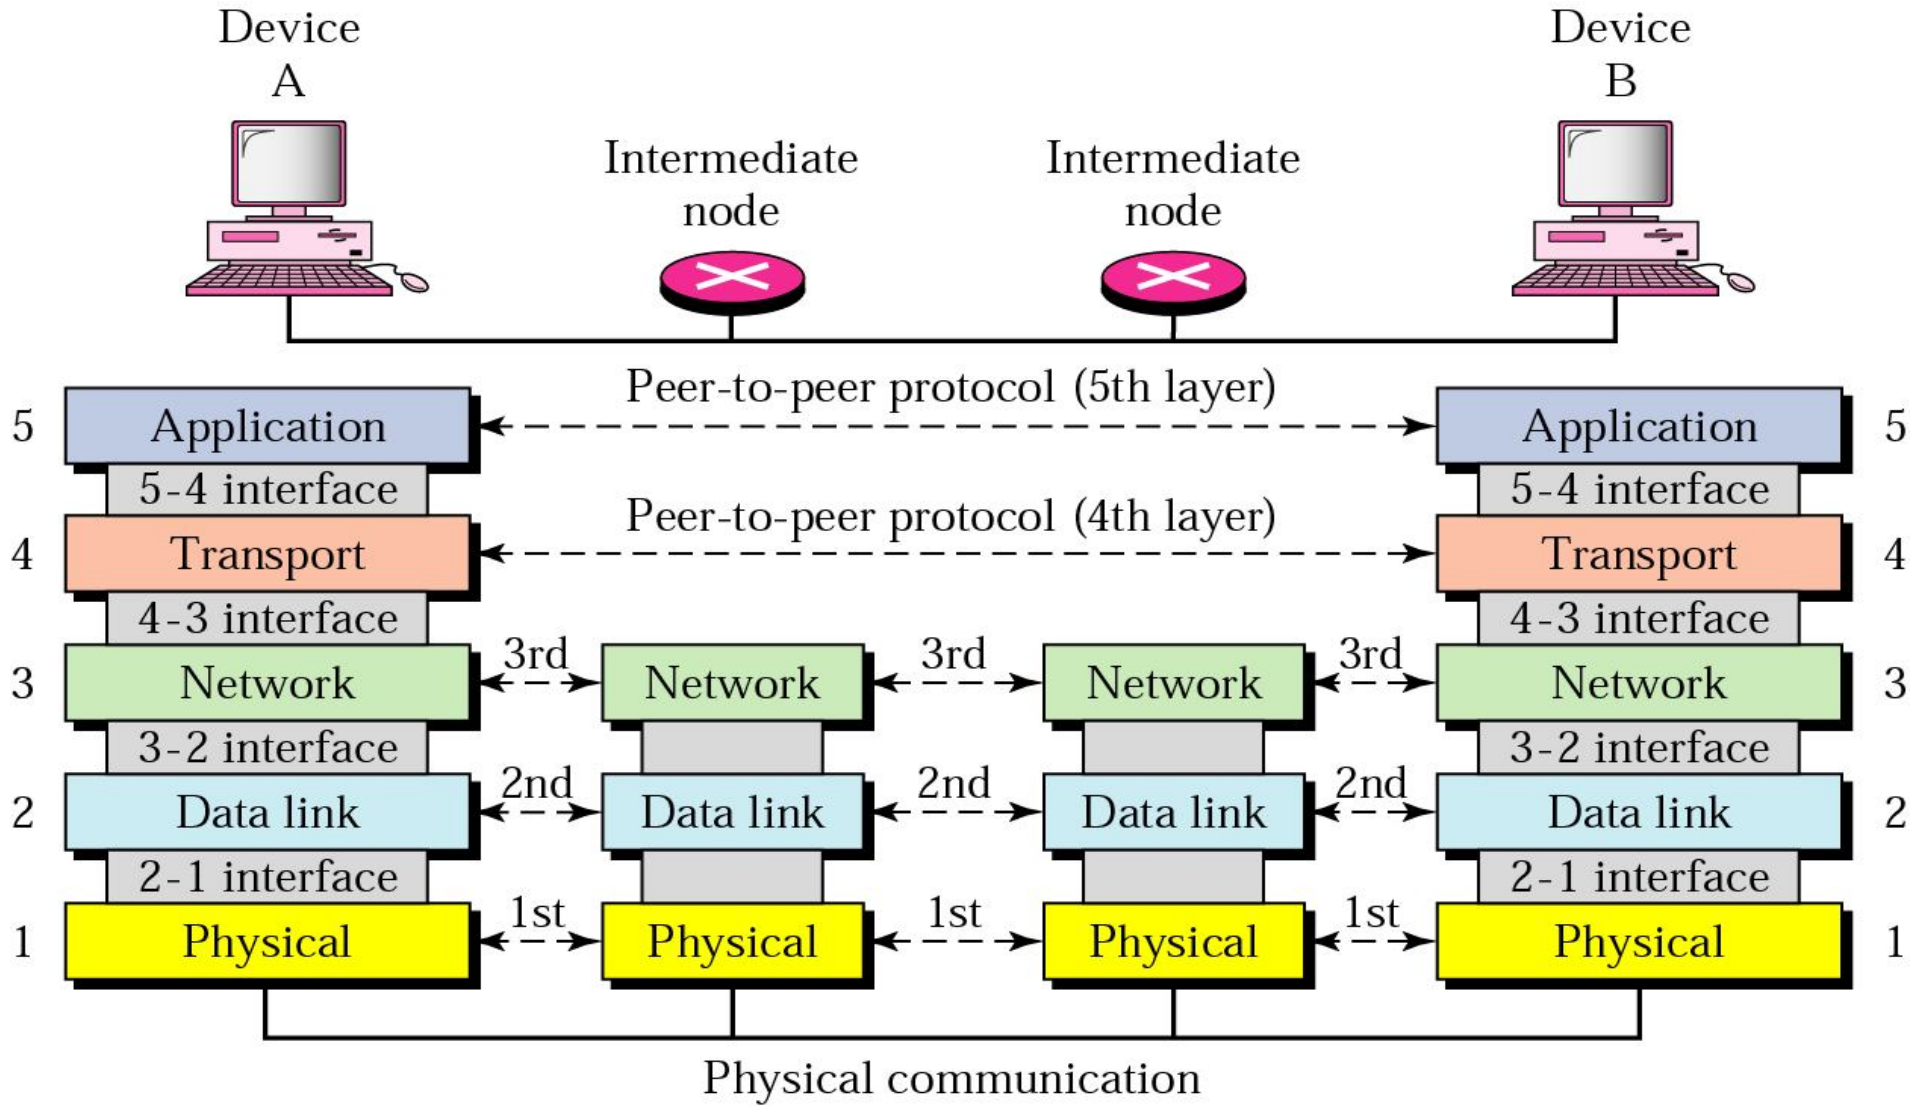 Device
A
Device
B
Intermediate
node
Intermediate
node
Peer-to-peer protocol (5th layer)
5 Application Application 5
5-4 interface 5-4 interface
Peer-to-peer protocol (4th layer)
4 Transport Transport 4
4-3 interface 4-3 interface
3rd 3rd 3rd
3 Network Network Network Network 3
3-2 interface 3-2 interface
2nd 2nd 2nd
2 Data link Data link Data link Data link 2
2-1 interface 2-1 interface
1st 1st 1st
1 Physical Physical Physical Physical 1
Physical communication